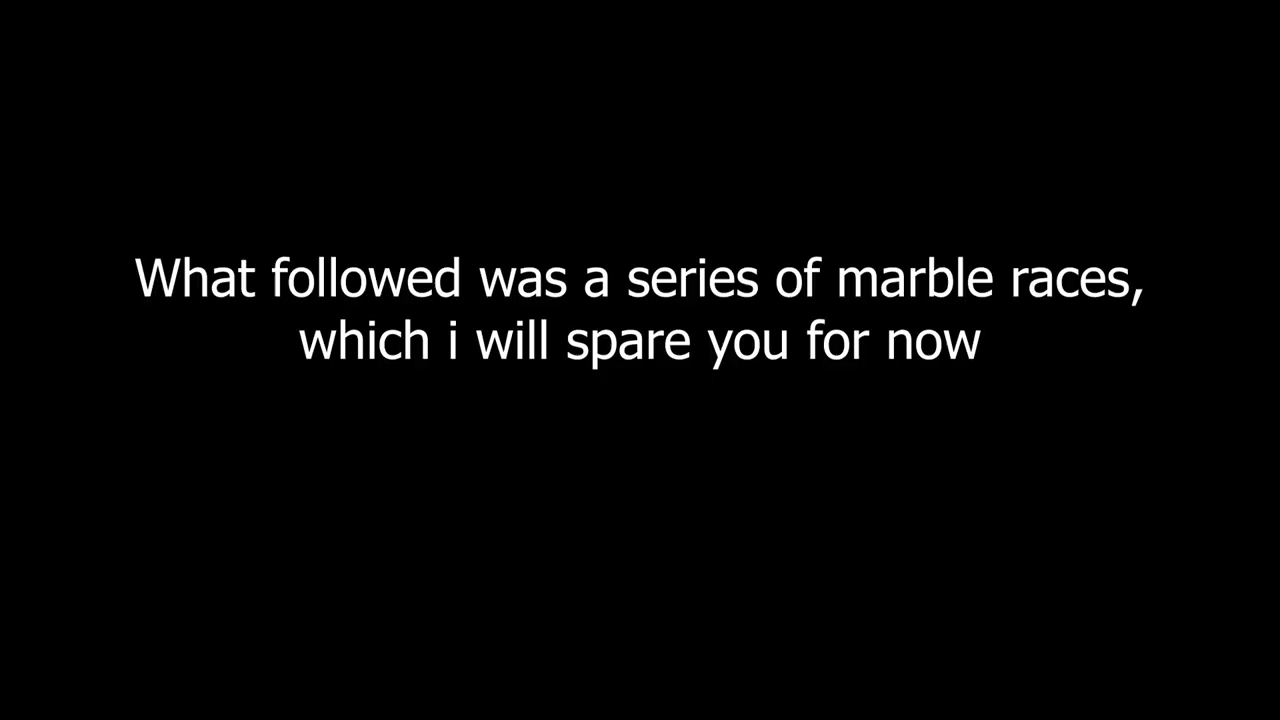 What followed was a series of marble races,
which i will spare you for now